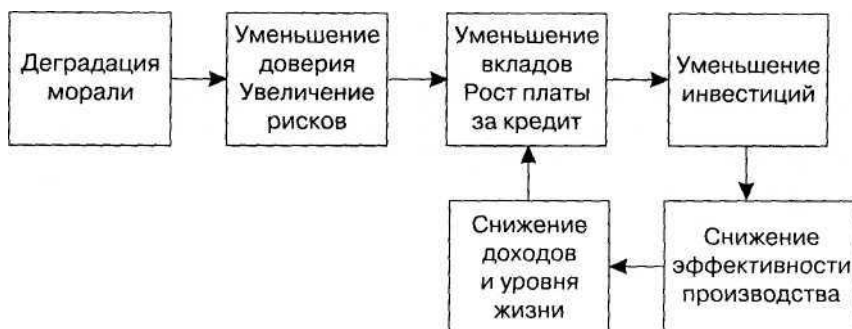 Деградация
морали
Уменьшение
доверия
Увеличение
рисков
Уменьшение
вкладов
Рост платы
за кредит
Уменьшение
инвестиций
Снижение
доходов
и уровня
жизни
Снижение
эффективности
производства